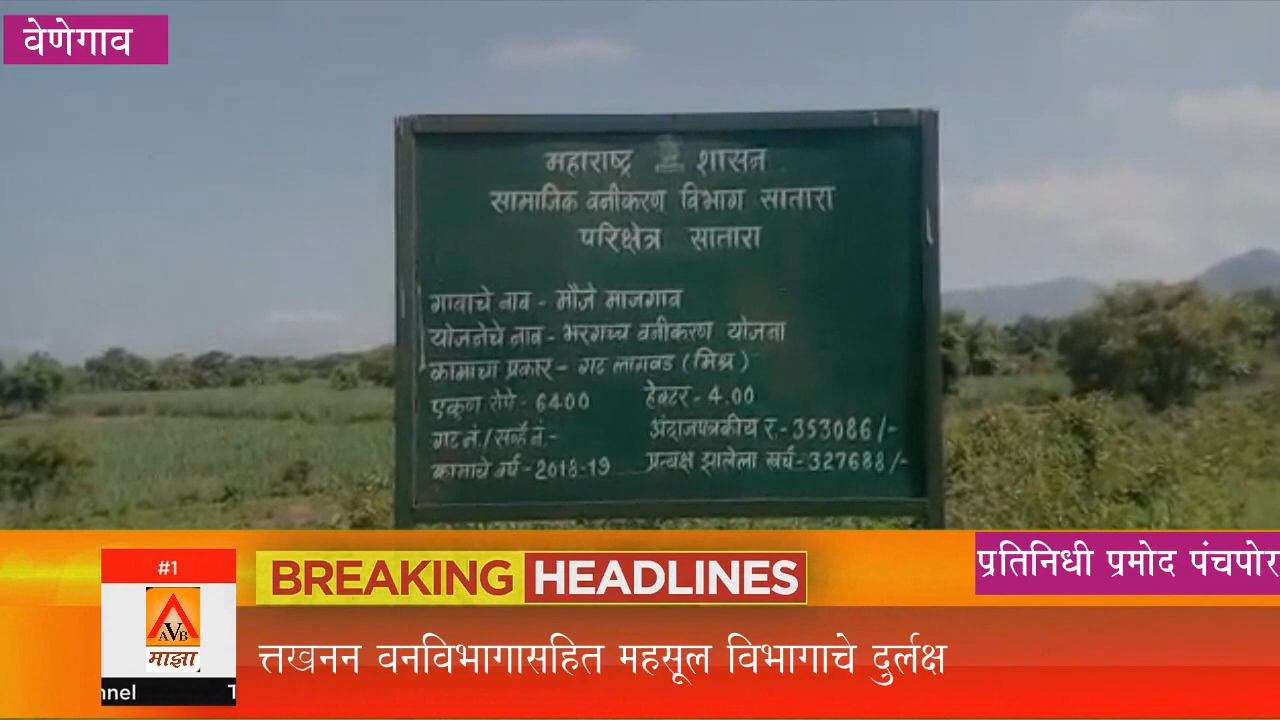 वेणेगाव
महाराष्ट्र शासन
सामाजिक वनीकरण विभाग सातारा
परिक्षेत्र सातारा
गावाचे नाव - मौजे माजगाव
योजनेचे नाव - भरगच्च वनीकरण योजना
कामाचा प्रकार - गट लागवड (मिश्र)
एकुण रोपे - 6400 हेक्टर - 4.00
गट नं./सर्व्हे नं.- अंदाजपत्रकीय र.- 353086/-
कामाचे वर्ष - 2018-19 प्रत्यक्ष झालेला खर्च - 327688/-
प्रतिनिधी प्रमोद पंचपोर
#1
BREAKING HEADLINES
AVB
माझा
त्तखनन वनविभागासहित महसूल विभागाचे दुर्लक्ष
nnel T